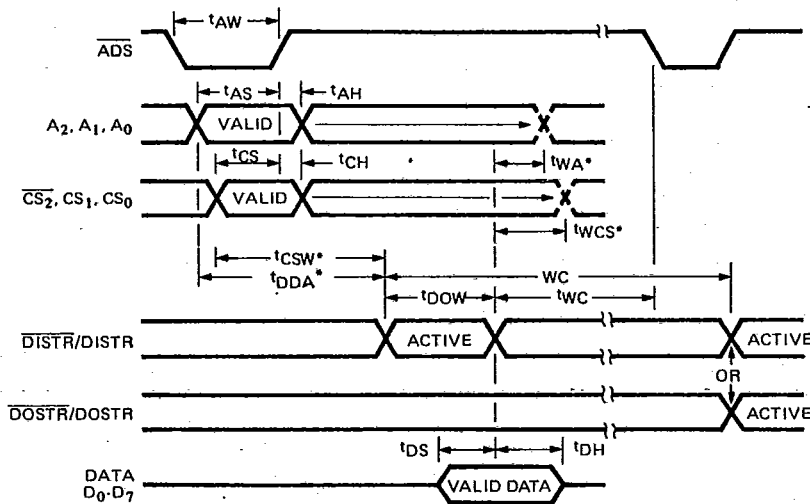 tAW
ADS
tAS
tAH
A2, A1, A0
VALID
tCS
tCH
tWA*
CS2, CS1, CS0
VALID
tWCS*
tCSW*
tDDA*
WC
tDOW
tWC
DISTR/DISTR
ACTIVE
ACTIVE
OR
DOSTR/DOSTR
ACTIVE
tDS
tDH
DATA
D0-D7
VALID DATA